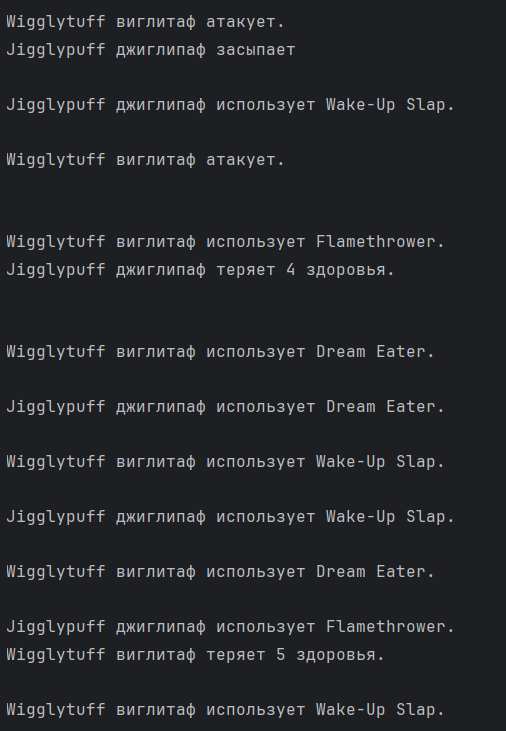 Wigglytuff виглитаф атакует.
Jigglypuff джиглипаф засыпает
Jigglypuff джиглипаф использует Wake-Up Slap.
Wigglytuff виглитаф атакует.
Wigglytuff виглитаф использует Flamethrower.
Jigglypuff джиглипаф теряет 4 здоровья.
Wigglytuff виглитаф использует Dream Eater.
Jigglypuff джиглипаф использует Dream Eater.
Wigglytuff виглитаф использует Wake-Up Slap.
Jigglypuff джиглипаф использует Wake-Up Slap.
Wigglytuff виглитаф использует Dream Eater.
Jigglypuff джиглипаф использует Flamethrower.
Wigglytuff виглитаф теряет 5 здоровья.
Wigglytuff виглитаф использует Wake-Up Slap.